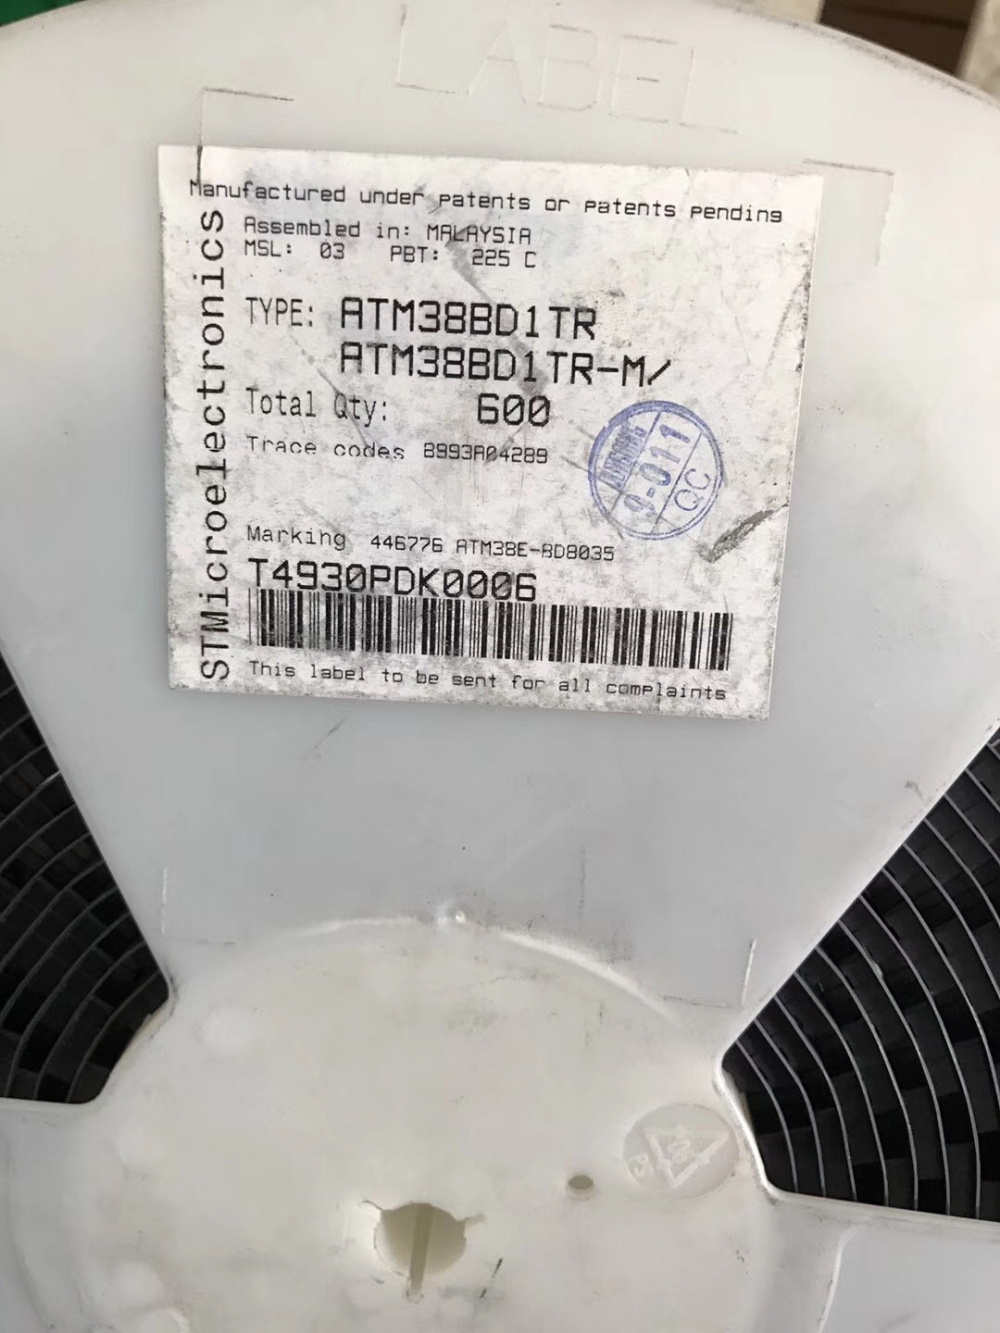 LABEL
Manufactured under patents or patents pending
Assembled in: MALAYSIA
MSL: 03 PBT: 225 C
TYPE: ATM38BD1TR
ATM38BD1TR-M/
Total Qty: 600
Trace codes 8993A04289
9-011
QC
Marking 446776 ATM38E-BD8035
T4930PDK0006
This label to be sent for all complaints
STMicroelectronics